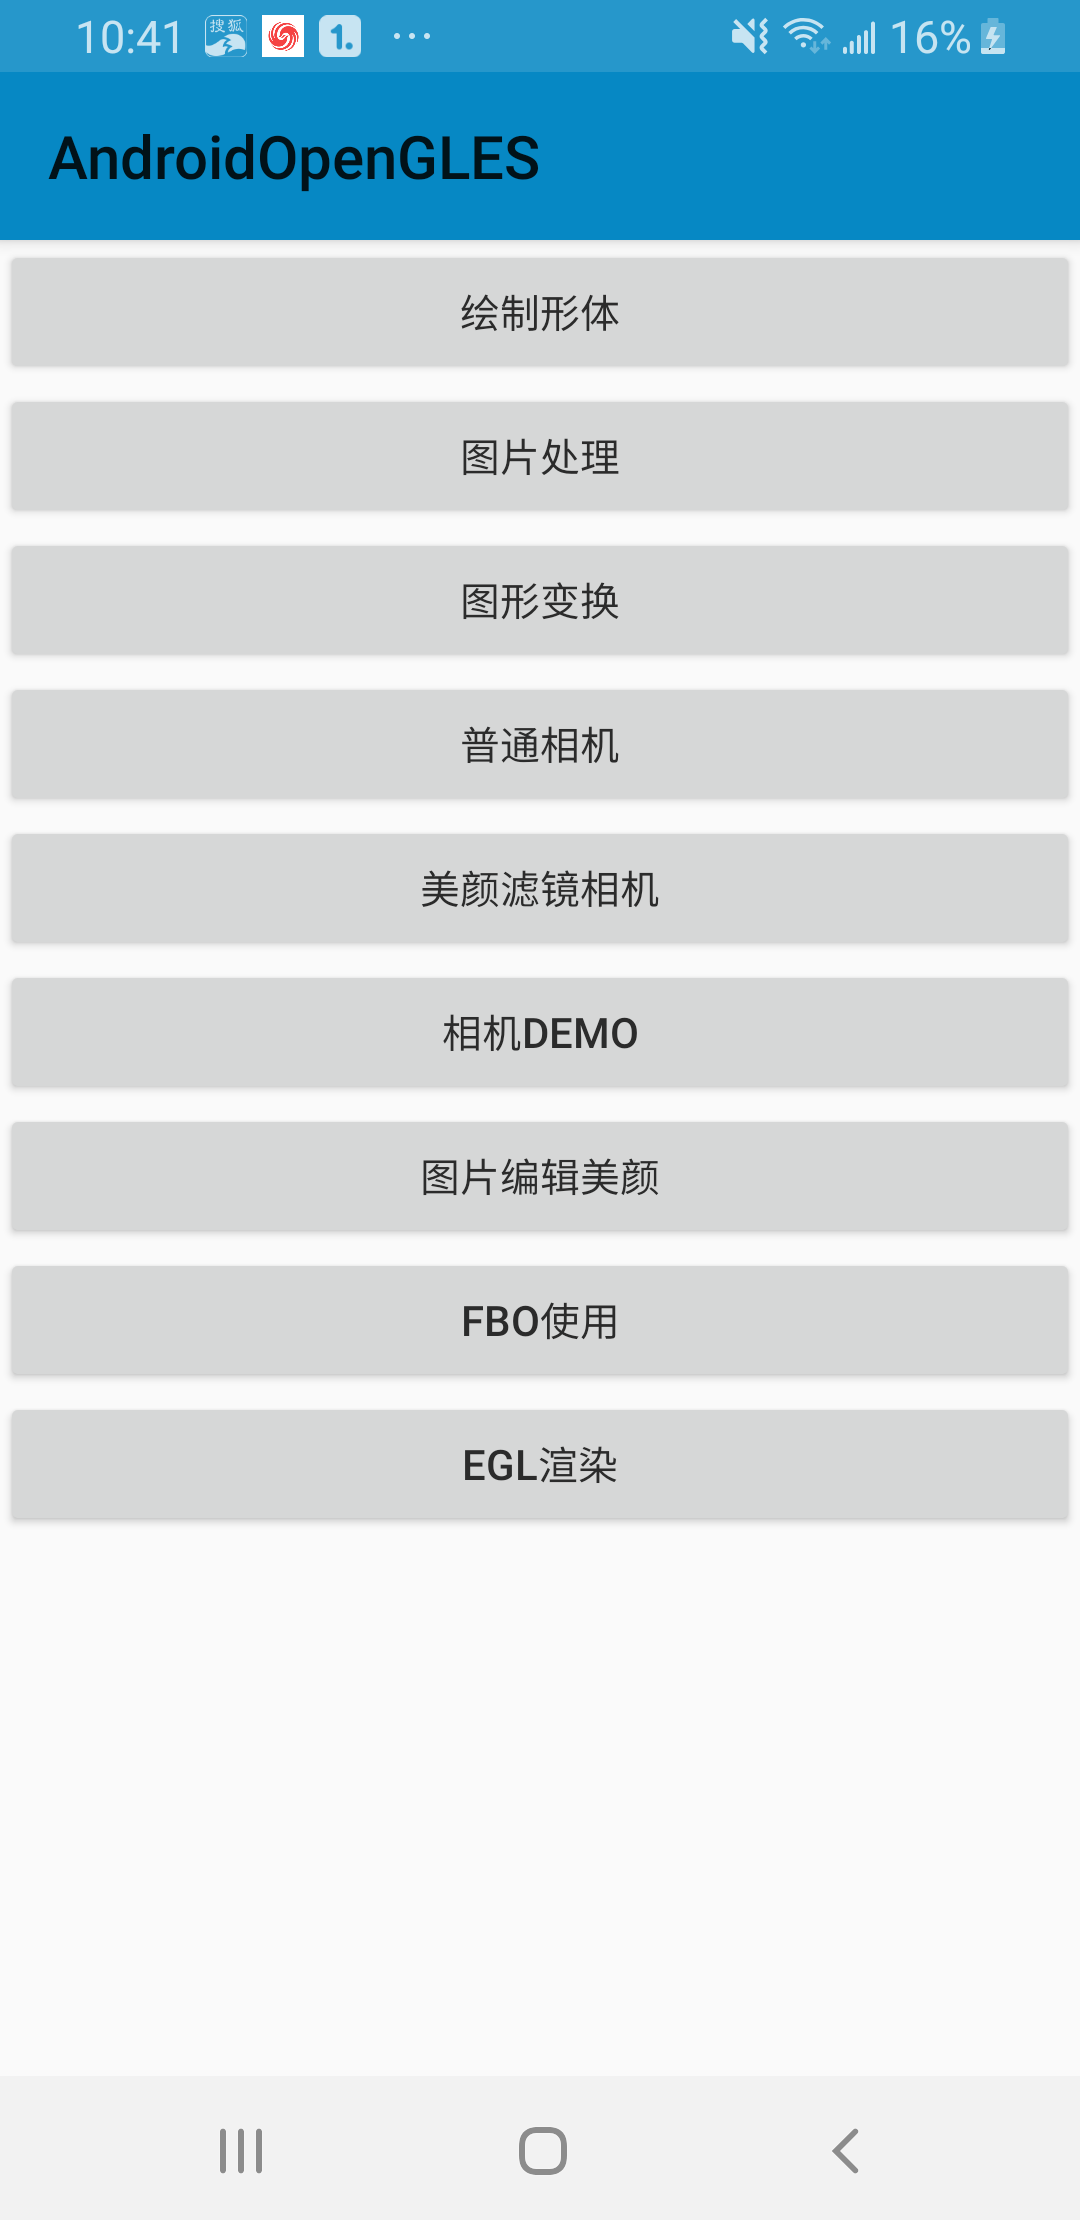 10:41 搜狐 1. 16%
AndroidOpenGLES
绘制形体
图片处理
图形变换
普通相机
美颜滤镜相机
相机DEMO
图片编辑美颜
FBO使用
EGL渲染